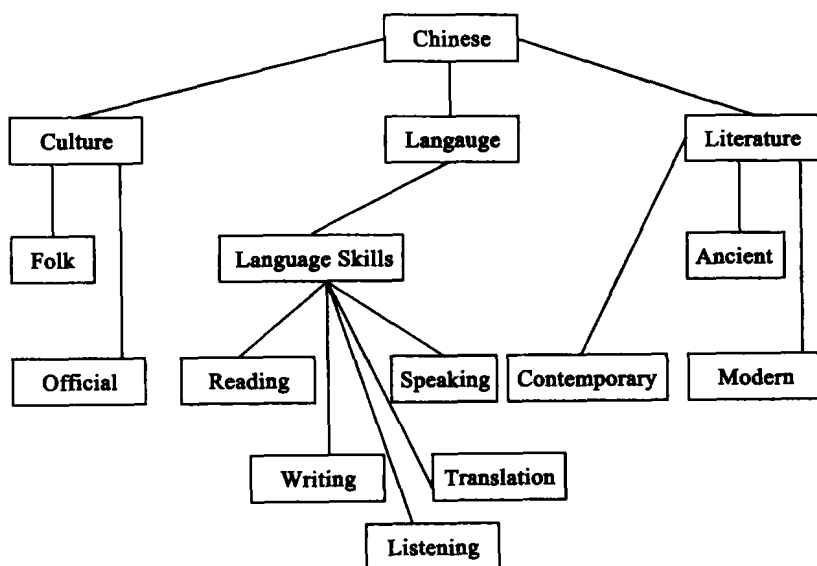 Chinese
Culture
Langauge
Literature
Folk
Language Skills
Ancient
Official
Reading
Speaking
Contemporary
Modern
Writing
Translation
Listening